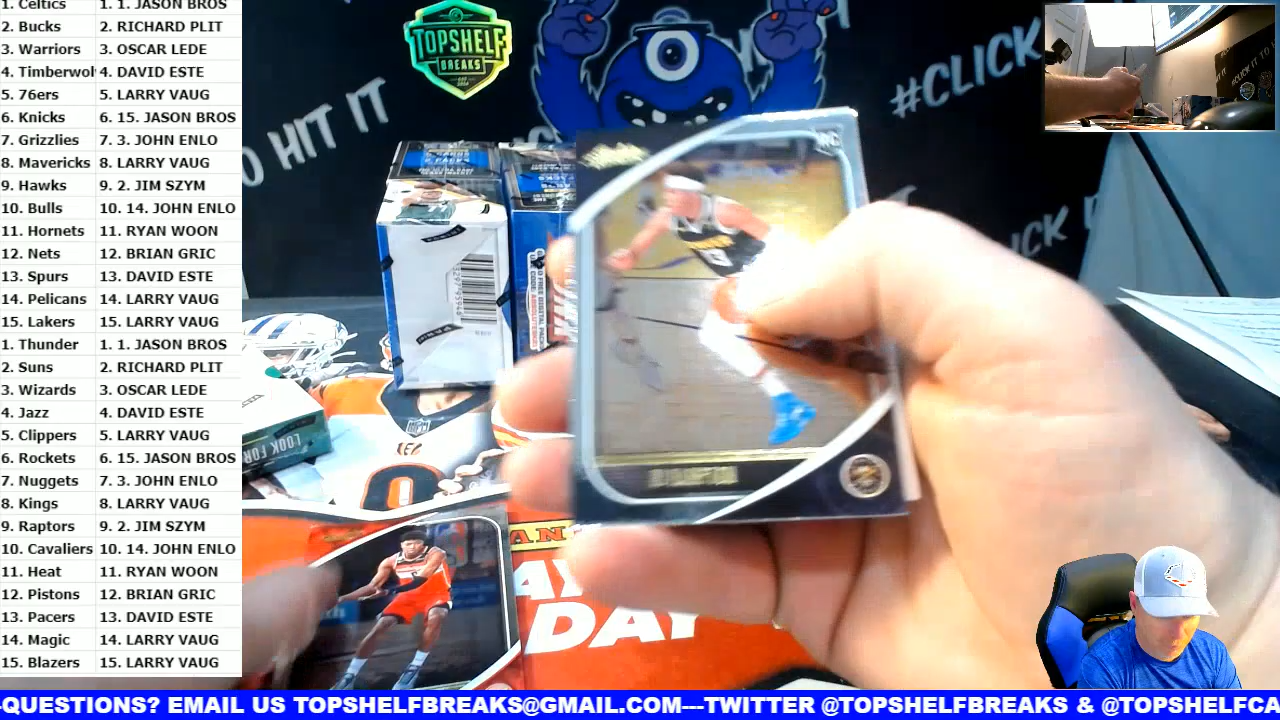 1. Celtics 1. 1. JASON BROS
2. Bucks 2. RICHARD PLIT
3. Warriors 3. OSCAR LEDE
4. Timberwol 4. DAVID ESTE
5. 76ers 5. LARRY VAUG
6. Knicks 6. 15. JASON BROS
7. Grizzlies 7. 3. JOHN ENLO
8. Mavericks 8. LARRY VAUG
9. Hawks 9. 2. JIM SZYM
10. Bulls 10. 14. JOHN ENLO
11. Hornets 11. RYAN WOON
12. Nets 12. BRIAN GRIC
13. Spurs 13. DAVID ESTE
14. Pelicans 14. LARRY VAUG
15. Lakers 15. LARRY VAUG
1. Thunder 1. 1. JASON BROS
2. Suns 2. RICHARD PLIT
3. Wizards 3. OSCAR LEDE
4. Jazz 4. DAVID ESTE
5. Clippers 5. LARRY VAUG
6. Rockets 6. 15. JASON BROS
7. Nuggets 7. 3. JOHN ENLO
8. Kings 8. LARRY VAUG
9. Raptors 9. 2. JIM SZYM
10. Cavaliers 10. 14. JOHN ENLO
11. Heat 11. RYAN WOON
12. Pistons 12. BRIAN GRIC
13. Pacers 13. DAVID ESTE
14. Magic 14. LARRY VAUG
15. Blazers 15. LARRY VAUG
TOPSHELF
BREAKS
O HIT IT
#CLICK
ICK
LOOK FOR
DAY
-QUESTIONS? EMAIL US TOPSHELFBREAKS@GMAIL.COM---TWITTER @TOPSHELFBREAKS & @TOPSHELFCA